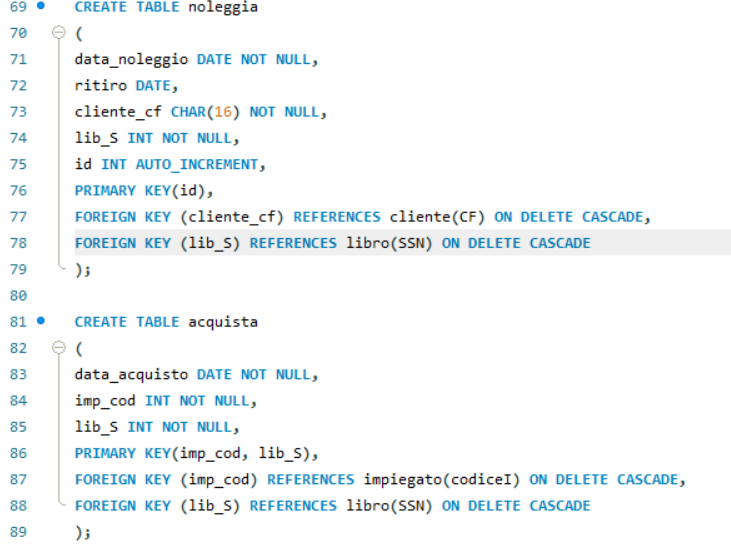 69 CREATE TABLE noleggia
70 (
71 data_noleggio DATE NOT NULL,
72 ritiro DATE,
73 cliente_cf CHAR(16) NOT NULL,
74 lib_S INT NOT NULL,
75 id INT AUTO_INCREMENT,
76 PRIMARY KEY(id),
77 FOREIGN KEY (cliente_cf) REFERENCES cliente(CF) ON DELETE CASCADE,
78 FOREIGN KEY (lib_S) REFERENCES libro(SSN) ON DELETE CASCADE
79 );
80
81 CREATE TABLE acquista
82 (
83 data_acquisto DATE NOT NULL,
84 imp_cod INT NOT NULL,
85 lib_S INT NOT NULL,
86 PRIMARY KEY(imp_cod, lib_S),
87 FOREIGN KEY (imp_cod) REFERENCES impiegato(codiceI) ON DELETE CASCADE,
88 FOREIGN KEY (lib_S) REFERENCES libro(SSN) ON DELETE CASCADE
89 );